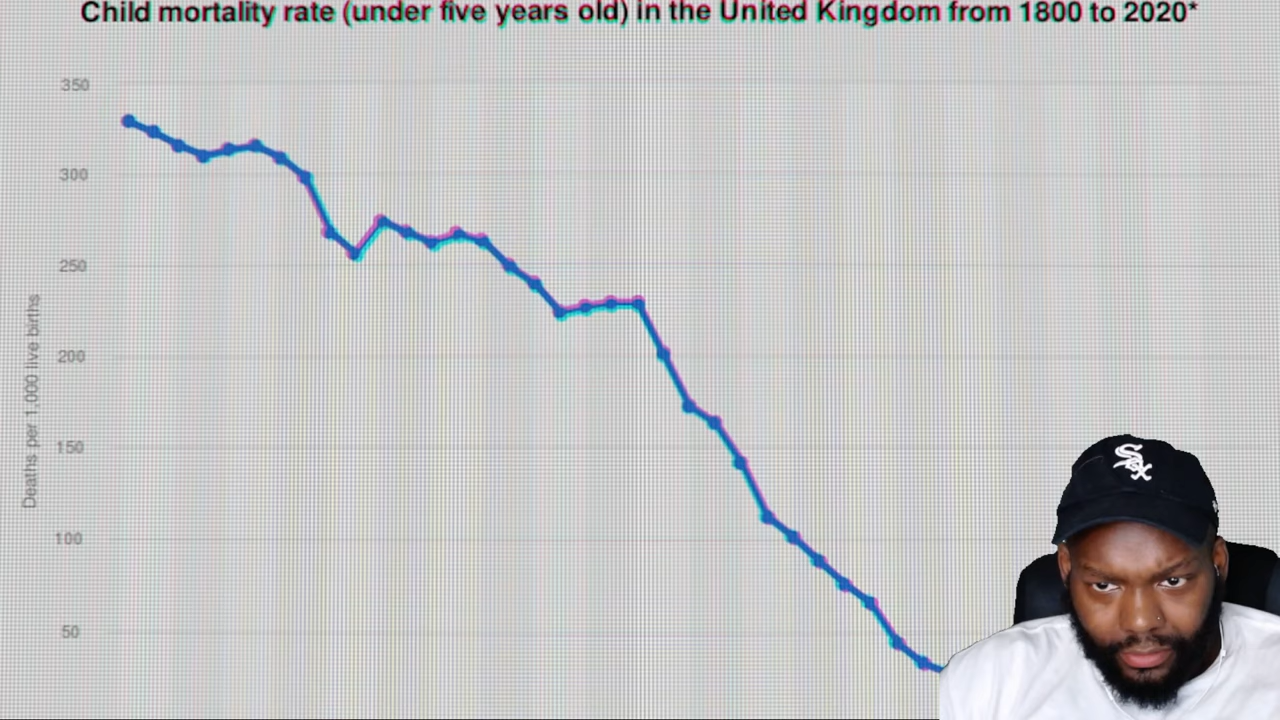 Child mortality rate (under five years old) in the United Kingdom from 1800 to 2020*
350
300
250
200
150
100
50
Deaths per 1,000 live births
Sox